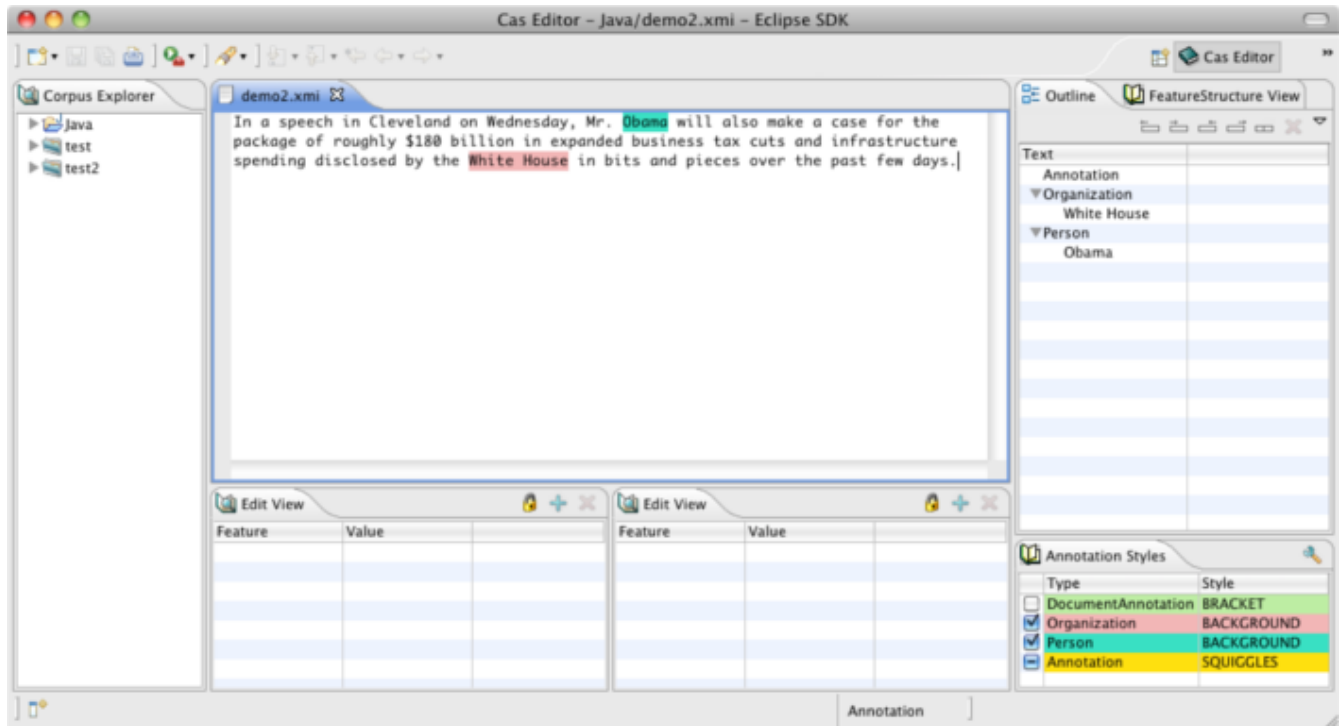 Cas Editor – Java/demo2.xmi – Eclipse SDK
Cas Editor
Corpus Explorer
Java
test
test2
demo2.xmi
In a speech in Cleveland on Wednesday, Mr. Obama will also make a case for the
package of roughly $180 billion in expanded business tax cuts and infrastructure
spending disclosed by the White House in bits and pieces over the past few days.
Outline FeatureStructure View
Text
Annotation
Organization
White House
Person
Obama
Edit View
Feature Value
Edit View
Feature Value
Annotation Styles
Type Style
DocumentAnnotation BRACKET
Organization BACKGROUND
Person BACKGROUND
Annotation SQUIGGLES
Annotation